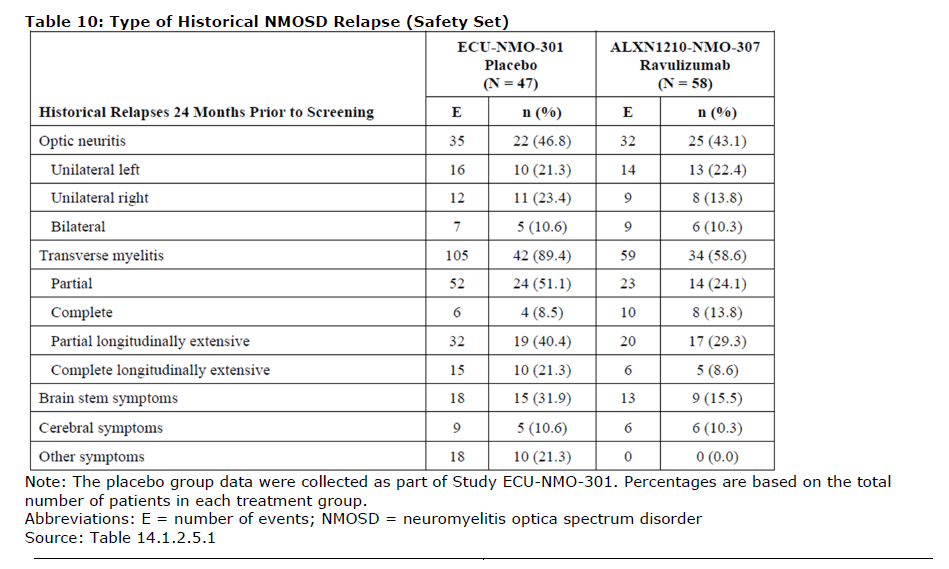 Table 10: Type of Historical NMOSD Relapse (Safety Set)
ECU-NMO-301 ALXN1210-NMO-307
Placebo Ravulizumab
(N = 47) (N = 58)
Historical Relapses 24 Months Prior to Screening E n (%) E n (%)
Optic neuritis 35 22 (46.8) 32 25 (43.1)
Unilateral left 16 10 (21.3) 14 13 (22.4)
Unilateral right 12 11 (23.4) 9 8 (13.8)
Bilateral 7 5 (10.6) 9 6 (10.3)
Transverse myelitis 105 42 (89.4) 59 34 (58.6)
Partial 52 24 (51.1) 23 14 (24.1)
Complete 6 4 (8.5) 10 8 (13.8)
Partial longitudinally extensive 32 19 (40.4) 20 17 (29.3)
Complete longitudinally extensive 15 10 (21.3) 6 5 (8.6)
Brain stem symptoms 18 15 (31.9) 13 9 (15.5)
Cerebral symptoms 9 5 (10.6) 6 6 (10.3)
Other symptoms 18 10 (21.3) 0 0 (0.0)
Note: The placebo group data were collected as part of Study ECU-NMO-301. Percentages are based on the total
number of patients in each treatment group.
Abbreviations: E = number of events; NMOSD = neuromyelitis optica spectrum disorder
Source: Table 14.1.2.5.1